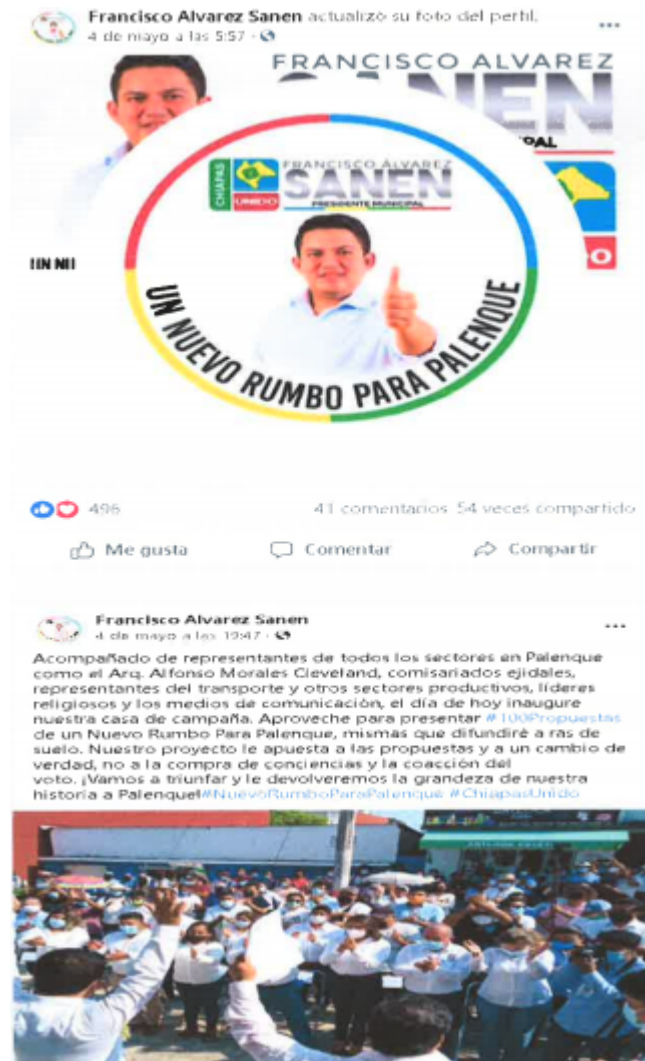 Francisco Alvarez Sanen actualizó su foto del perfil.
4 de mayo a las 5:57
FRANCISCO ALVAREZ
SANEN
PAL
FRANCISCO ÁLVAREZ
CHIAPAS
SANEN
UNIDO
PRESIDENTE MUNICIPAL
O
UN NU
UN NUEVO RUMBO PARA PALENQUE
496
41 comentarios 54 veces compartido
Me gusta
Comentar
Compartir
Francisco Alvarez Sanen
4 de mayo a las 19:47
Acompañado de representantes de todos los sectores en Palenque
como el Arq. Alfonso Morales Cleveland, comisariados ejidales,
representantes del transporte y otros sectores productivos, líderes
religiosos y los medios de comunicación, el día de hoy inaugure
nuestra casa de campaña. Aproveche para presentar #100Propuestas
de un Nuevo Rumbo Para Palenque, mismas que difundiré a ras de
suelo. Nuestro proyecto le apuesta a las propuestas y a un cambio de
verdad, no a la compra de conciencias y la coacción del
voto. ¡Vamos a triunfar y le devolveremos la grandeza de nuestra
historia a Palenque!#NuevoRumboParaPalenque #ChiapasUnido